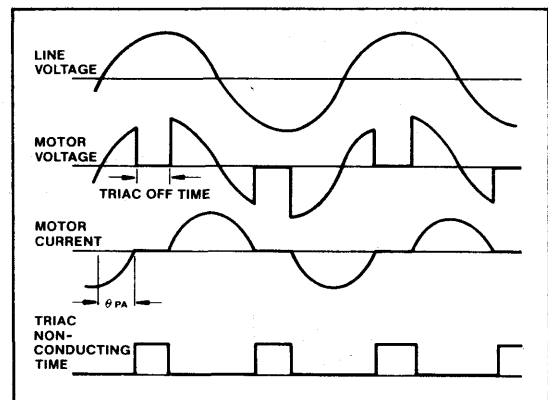 LINE
VOLTAGE
MOTOR
VOLTAGE
TRIAC OFF TIME
MOTOR
CURRENT
θ PA
TRIAC
NON-
CONDUCTING
TIME